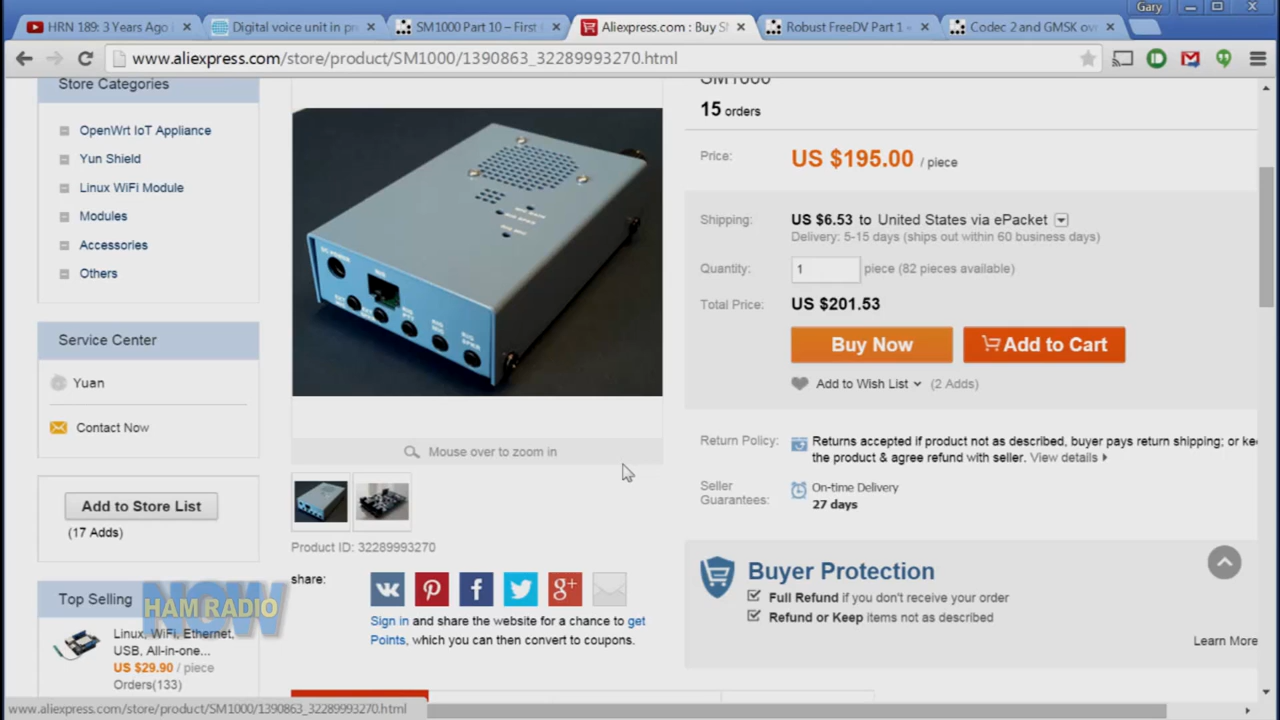 Gary
HRN 189: 3 Years Ago
Digital voice unit in pr
SM1000 Part 10 – First
Aliexpress.com : Buy S
Robust FreeDV Part 1
Codec 2 and GMSK ov
www.aliexpress.com/store/product/SM1000/1390863_32289993270.html
Store Categories
OpenWrt IoT Appliance
Yun Shield
Linux WiFi Module
Modules
Accessories
Others
Service Center
Yuan
Contact Now
Add to Store List
(17 Adds)
Top Selling
Linux, WiFi, Ethernet,
USB, All-in-one...
US $29.90 / piece
Orders(133)
HAM RADIO
NOW
DC POWER
RIG
Mouse over to zoom in
Product ID: 32289993270
share:
Sign in and share the website for a chance to get
Points, which you can then convert to coupons.
SM1000
15 orders
Price: US $195.00 / piece
Shipping: US $6.53 to United States via ePacket
Delivery: 5-15 days (ships out within 60 business days)
Quantity: 1 piece (82 pieces available)
Total Price: US $201.53
Buy Now
Add to Cart
Add to Wish List (2 Adds)
Return Policy: Returns accepted if product not as described, buyer pays return shipping; or ke
the product & agree refund with seller. View details
Seller
Guarantees:
On-time Delivery
27 days
Buyer Protection
Full Refund if you don't receive your order
Refund or Keep items not as described
Learn More
www.aliexpress.com/store/product/SM1000/1390863_32289993270.html